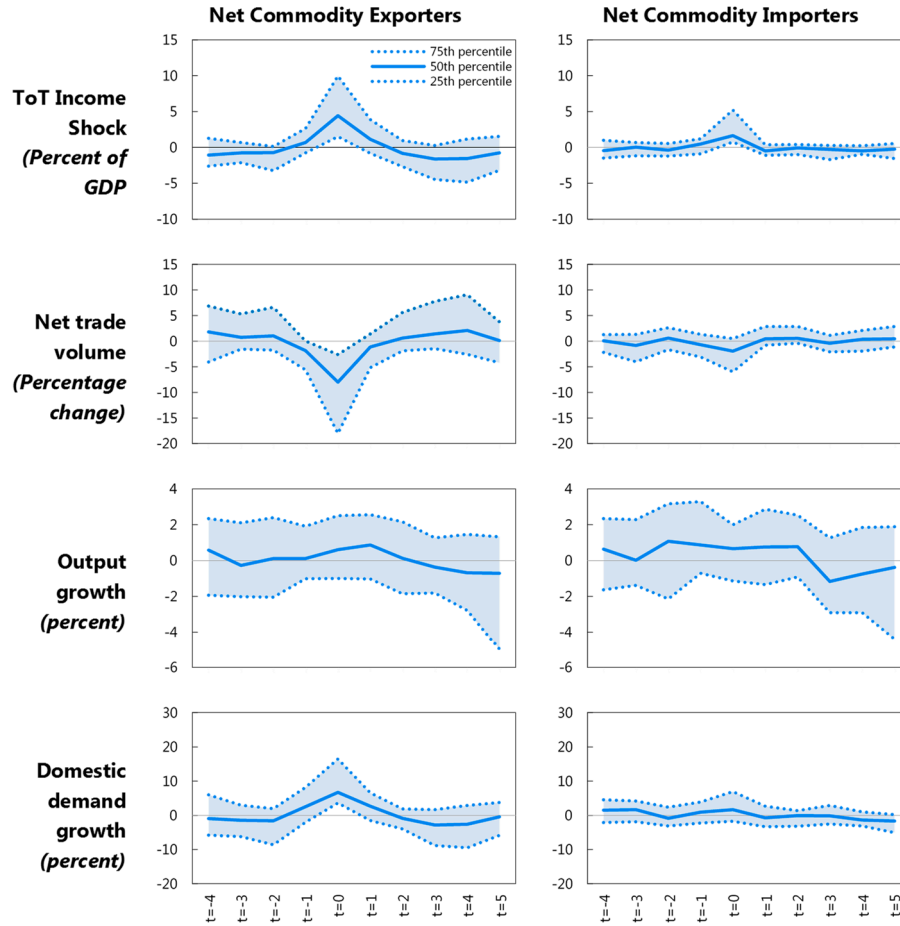 Net Commodity Exporters
Net Commodity Importers
ToT Income
Shock
(Percent of
GDP
15
10
5
0
-5
-10
75th percentile
50th percentile
25th percentile
15
10
5
0
-5
-10
Net trade
volume
(Percentage
change)
15
10
5
0
-5
-10
-15
-20
15
10
5
0
-5
-10
-15
-20
Output
growth
(percent)
4
2
0
-2
-4
-6
4
2
0
-2
-4
-6
Domestic
demand
growth
(percent)
30
20
10
0
-10
-20
30
20
10
0
-10
-20
t=-4
t=-3
t=-2
t=-1
t=0
t=1
t=2
t=3
t=4
t=5
t=-4
t=-3
t=-2
t=-1
t=0
t=1
t=2
t=3
t=4
t=5